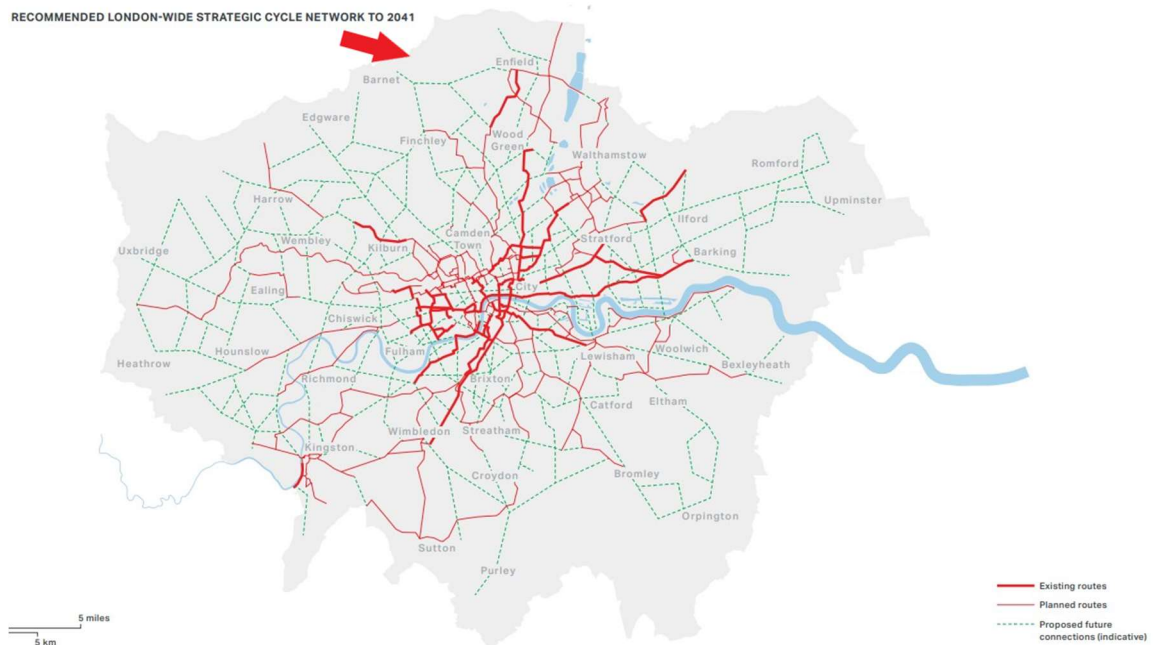 RECOMMENDED LONDON-WIDE STRATEGIC CYCLE NETWORK TO 2041
Enfield
Barnet
Edgware
Finchley
Wood
Green
Walthamstow
Romford
Harrow
Upminster
Ilford
Camden
Town
Wembley
Kilburn
Stratford
Uxbridge
Barking
Ealing
City
Chiswick
Hounslow
Fulham
Woolwich
Lewisham
Heathrow
Bexleyheath
Richmond
Brixton
Catford
Eltham
Wimbledon
Streatham
Kingston
Croydon
Bromley
Orpington
Sutton
Purley
Existing routes
Planned routes
Proposed future
connections (indicative)
5 miles
5 km